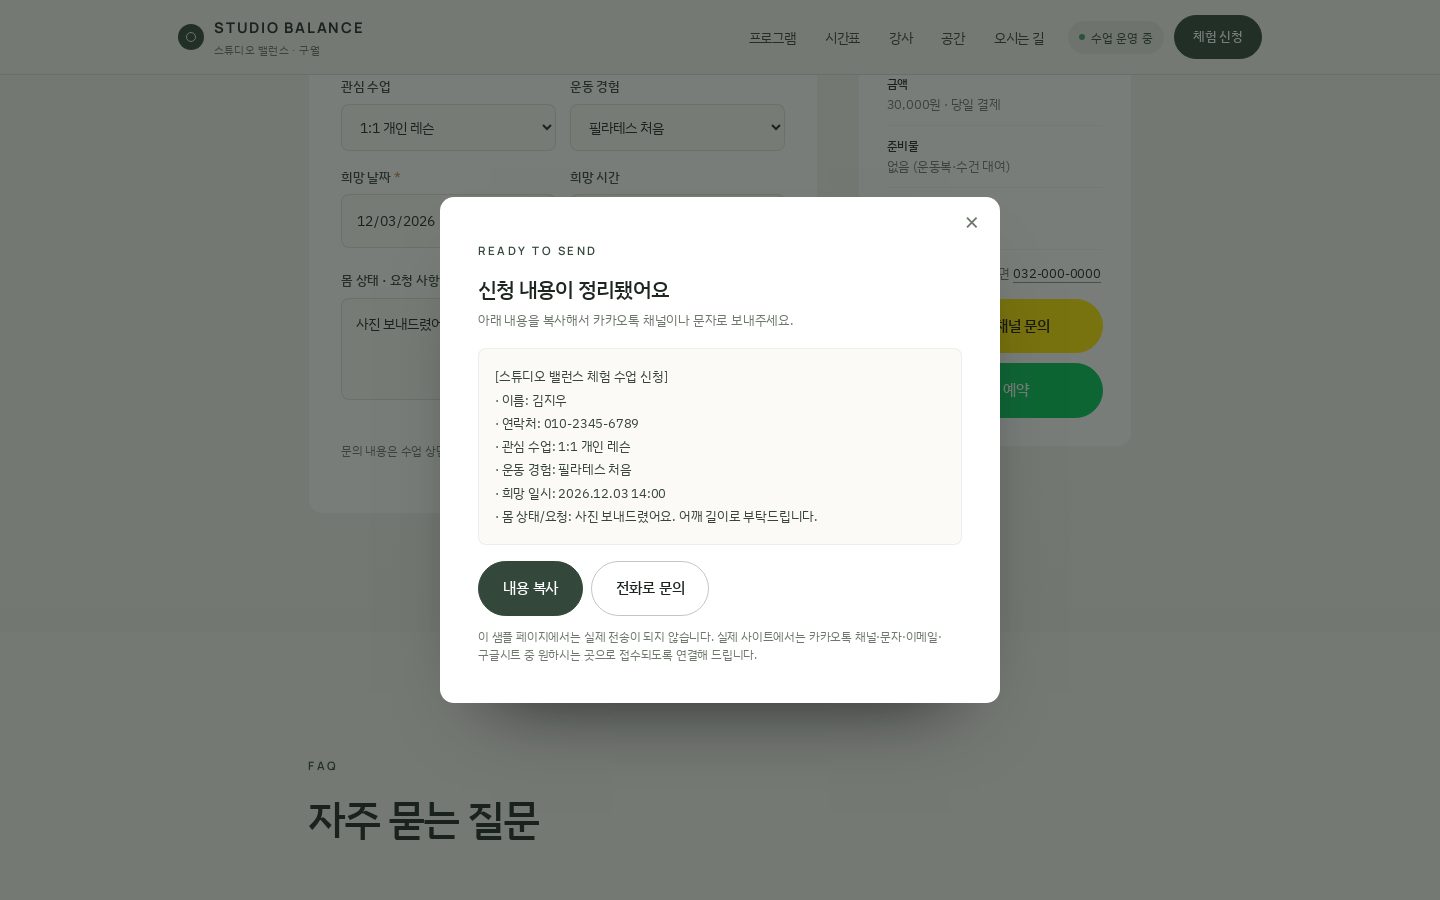 STUDIO BALANCE
스튜디오 밸런스 · 구월
프로그램 시간표 강사 공간 오시는 길 수업 운영 중 체험 신청
관심 수업 운동 경험
1:1 개인 레슨 필라테스 처음
희망 날짜 * 희망 시간
12/03/2026
몸 상태 · 요청 사항
사진 보내드렸어
문의 내용은 수업 상
금액
30,000원 · 당일 결제
준비물
없음 (운동복·수건 대여)
면 032-000-0000
채널 문의
예약
×
READY TO SEND
신청 내용이 정리됐어요
아래 내용을 복사해서 카카오톡 채널이나 문자로 보내주세요.
[스튜디오 밸런스 체험 수업 신청]
· 이름: 김지우
· 연락처: 010-2345-6789
· 관심 수업: 1:1 개인 레슨
· 운동 경험: 필라테스 처음
· 희망 일시: 2026.12.03 14:00
· 몸 상태/요청: 사진 보내드렸어요. 어깨 길이로 부탁드립니다.
내용 복사 전화로 문의
이 샘플 페이지에서는 실제 전송이 되지 않습니다. 실제 사이트에서는 카카오톡 채널·문자·이메일·
구글시트 중 원하시는 곳으로 접수되도록 연결해 드립니다.
FAQ
자주 묻는 질문